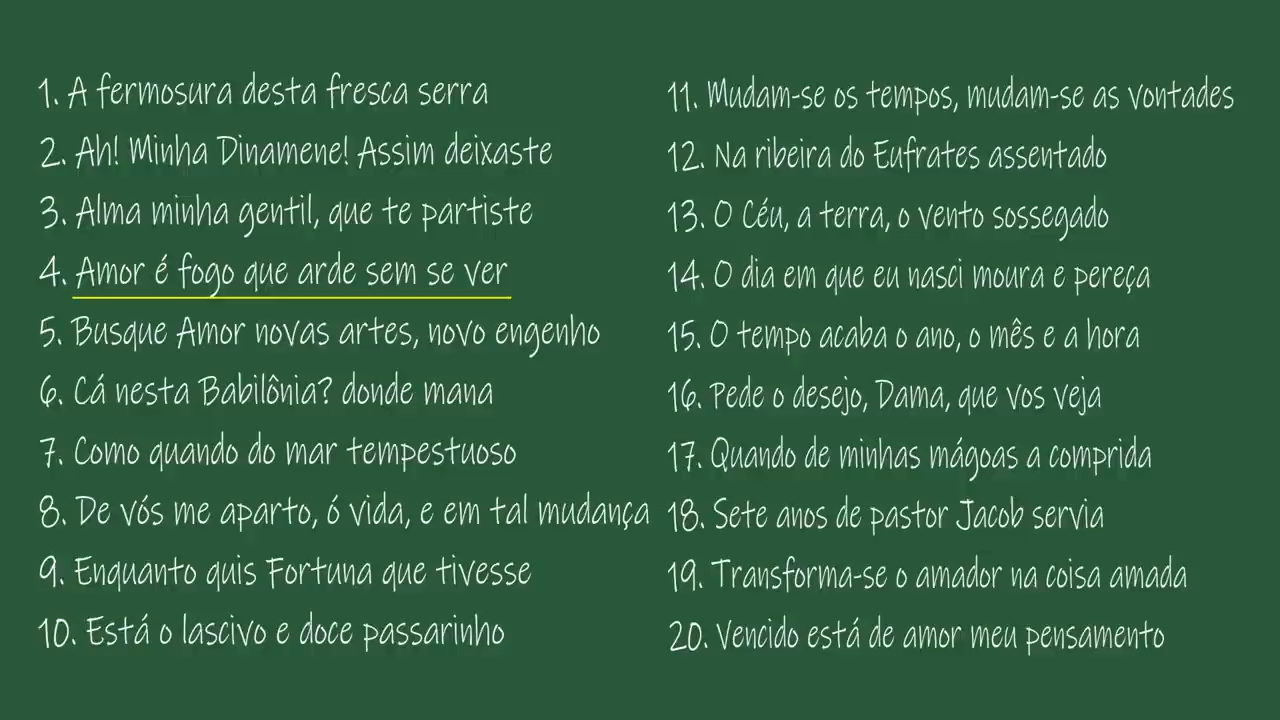 1. A fermosura desta fresca serra
2. Ah! Minha Dinamene! Assim deixaste
3. Alma minha gentil, que te partiste
4. Amor é fogo que arde sem se ver
5. Busque Amor novas artes, novo engenho
6. Cá nesta Babilônia? donde mana
7. Como quando do mar tempestuoso
8. De vós me aparto, ó vida, e em tal mudança
9. Enquanto quis Fortuna que tivesse
10. Está o lascivo e doce passarinho
11. Mudam-se os tempos, mudam-se as vontades
12. Na ribeira do Eufrates assentado
13. O Céu, a terra, o vento sossegado
14. O dia em que eu nasci moura e pereça
15. O tempo acaba o ano, o mês e a hora
16. Pede o desejo, Dama, que vos veja
17. Quando de minhas mágoas a comprida
18. Sete anos de pastor Jacob servia
19. Transforma-se o amador na coisa amada
20. Vencido está de amor meu pensamento